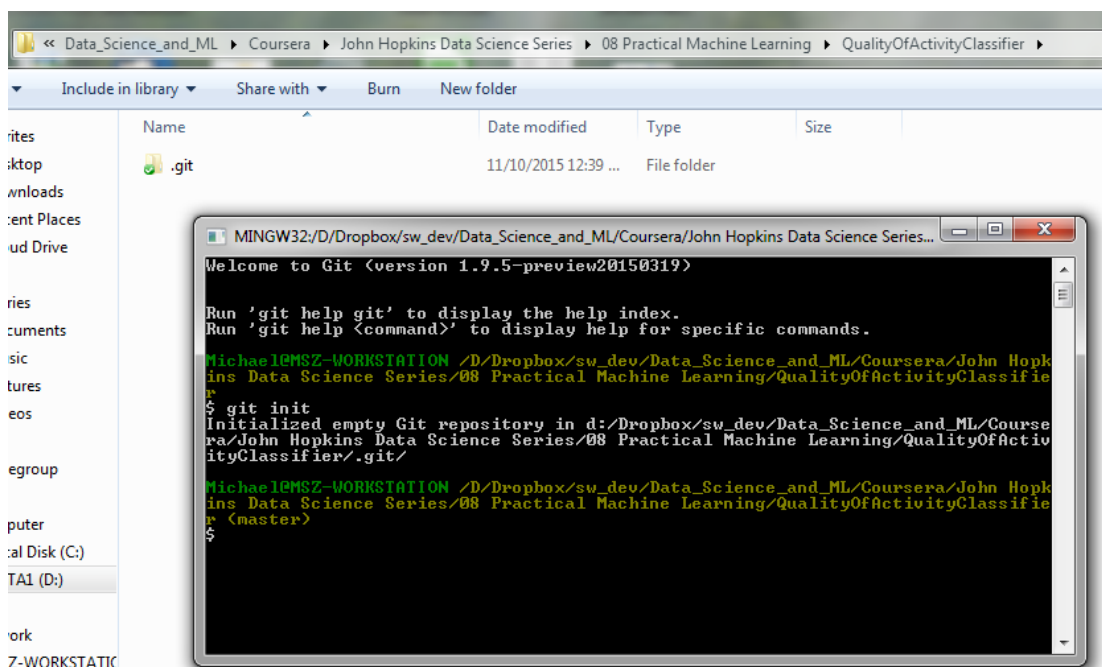 « Data_Science_and_ML ▸ Coursera ▸ John Hopkins Data Science Series ▸ 08 Practical Machine Learning ▸ QualityOfActivityClassifier ▸
Include in library ▾ Share with ▾ Burn New folder
Name Date modified Type Size
.git 11/10/2015 12:39 ... File folder
rites
sktop
wnloads
cent Places
oud Drive
ries
cuments
usic
tures
eos
egroup
puter
cal Disk (C:)
TA1 (D:)
vork
Z-WORKSTATIO
MINGW32:/D/Dropbox/sw_dev/Data_Science_and_ML/Coursera/John Hopkins Data Science Series...
Welcome to Git (version 1.9.5-preview20150319)
Run 'git help git' to display the help index.
Run 'git help <command>' to display help for specific commands.
Michael@MSZ-WORKSTATION /D/Dropbox/sw_dev/Data_Science_and_ML/Coursera/John Hopk
ins Data Science Series/08 Practical Machine Learning/QualityOfActivityClassifie
r
$ git init
Initialized empty Git repository in d:/Dropbox/sw_dev/Data_Science_and_ML/Course
ra/John Hopkins Data Science Series/08 Practical Machine Learning/QualityOfActiv
ityClassifier/.git/
Michael@MSZ-WORKSTATION /D/Dropbox/sw_dev/Data_Science_and_ML/Coursera/John Hopk
ins Data Science Series/08 Practical Machine Learning/QualityOfActivityClassifie
r (master)
$